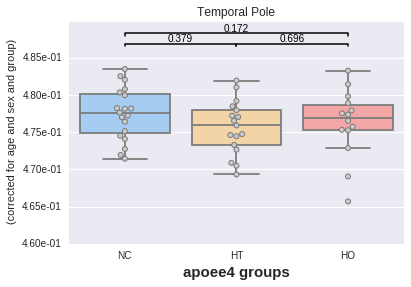 Temporal Pole
0.172
0.379
0.696
4.85e-01
4.80e-01
4.75e-01
4.70e-01
4.65e-01
4.60e-01
(corrected for age and sex and group)
NC
HT
HO
apoee4 groups